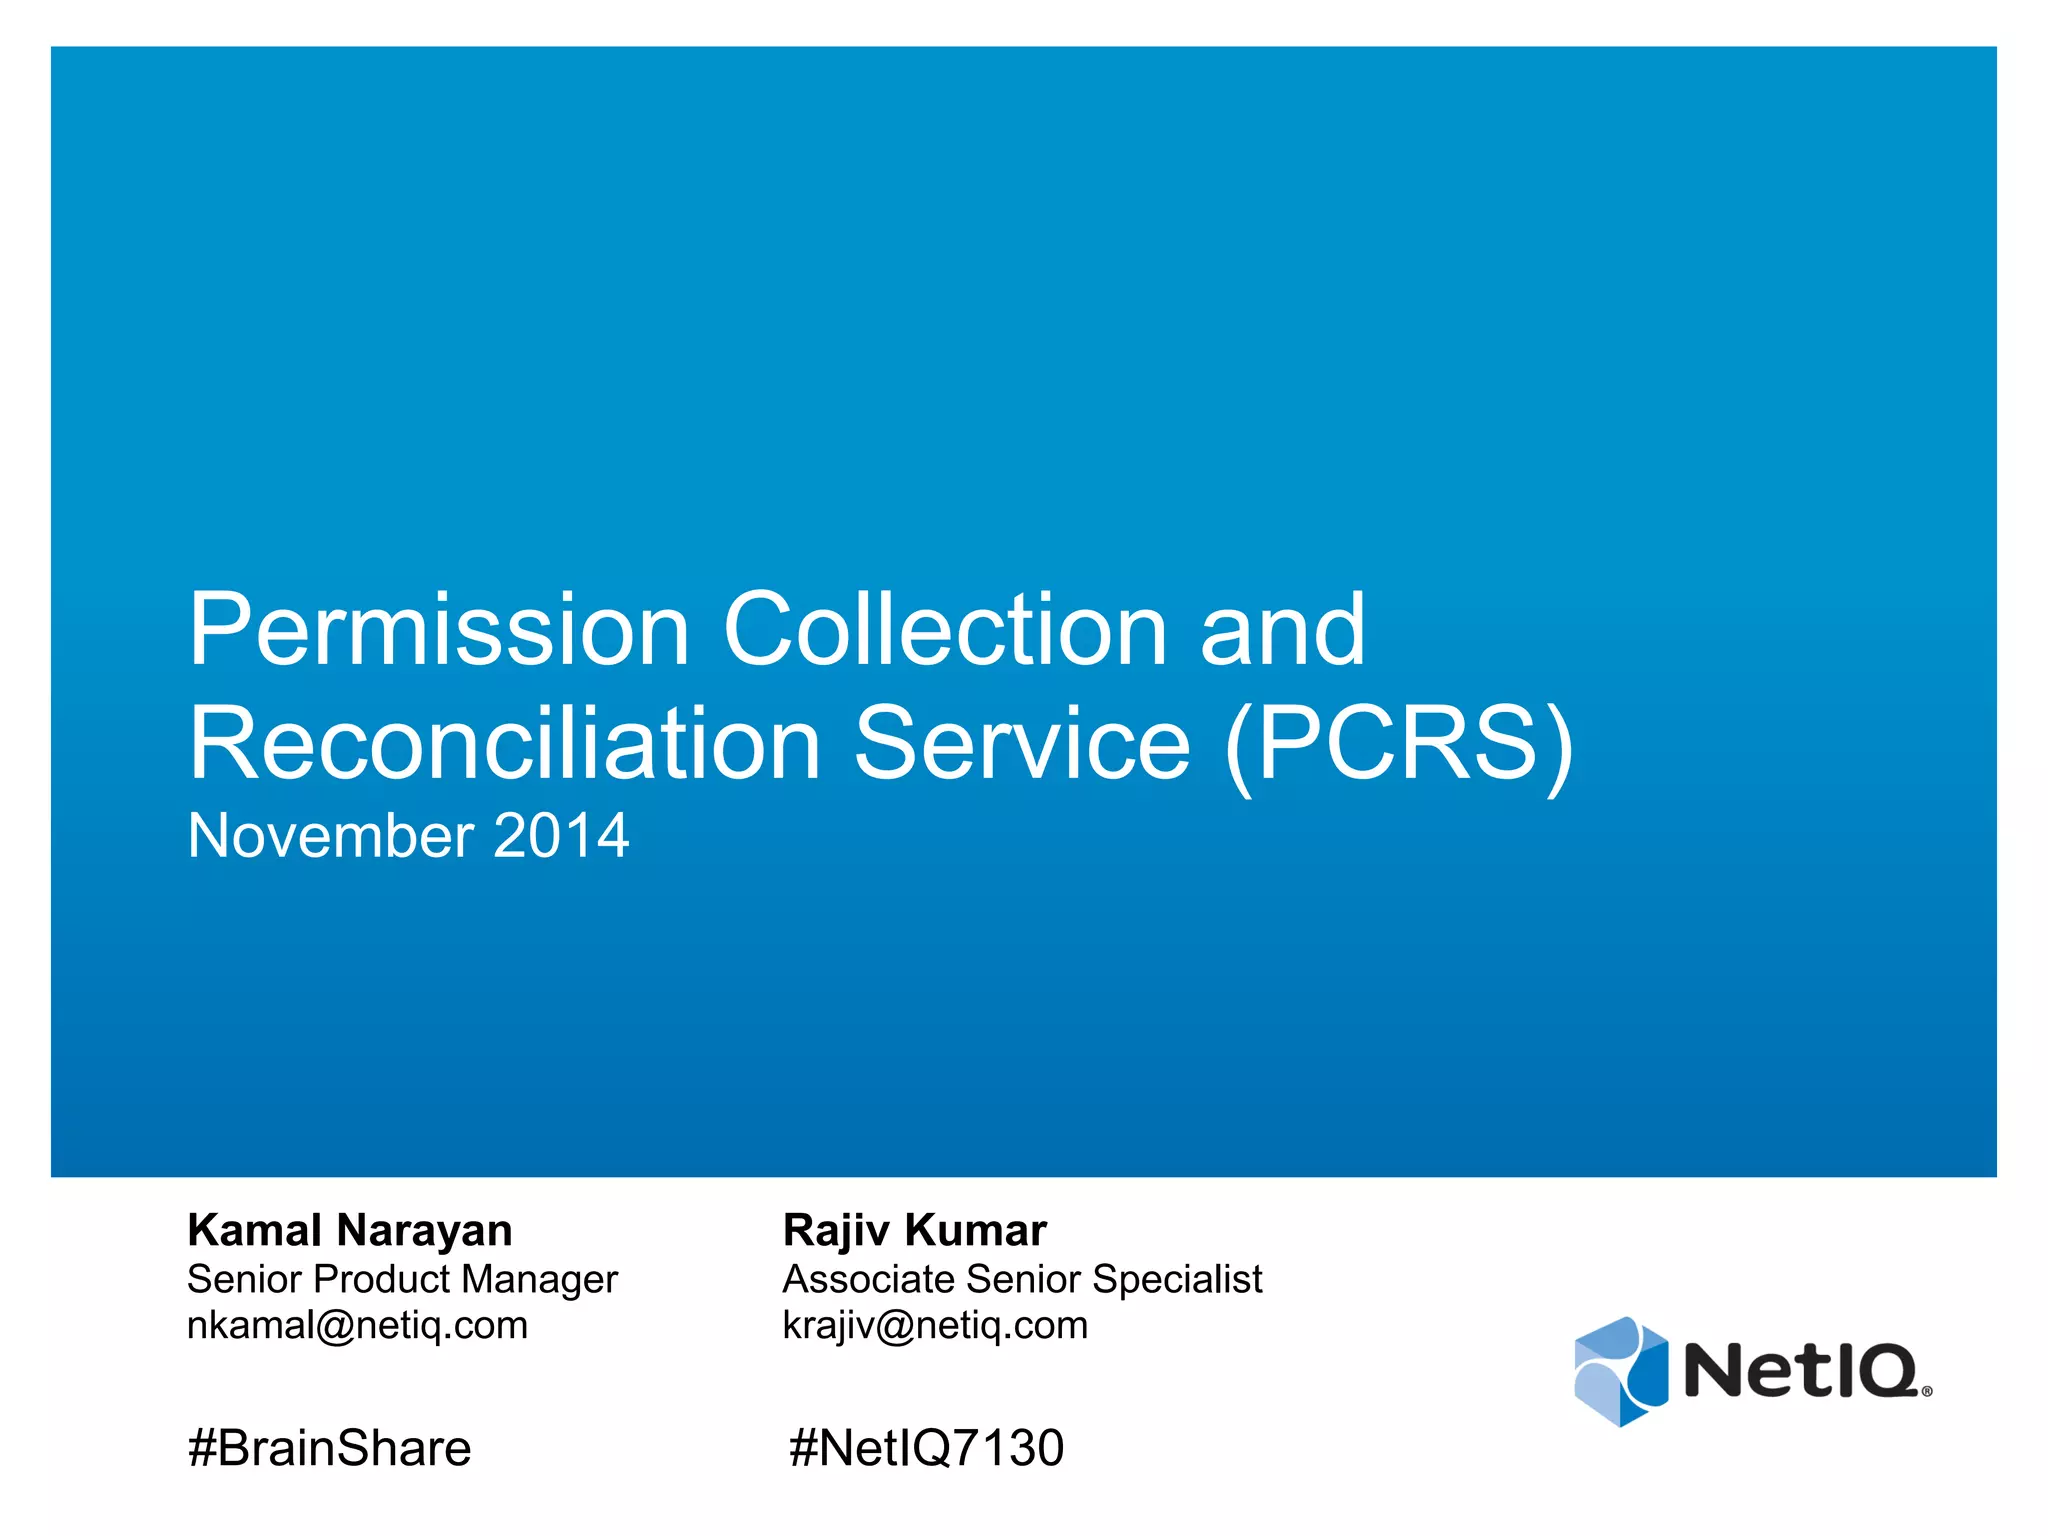 Permission Collection and
Reconciliation Service (PCRS)
November 2014
Kamal Narayan
Senior Product Manager
nkamal@netiq.com
Rajiv Kumar
Associate Senior Specialist
krajiv@netiq.com
NetIQ®
#BrainShare
#NetIQ7130